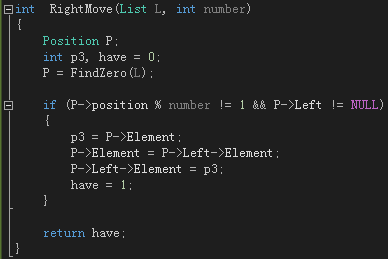 int RightMove(List L, int number)
{
    Position P;
    int p3, have = 0;
    P = FindZero(L);

    if (P->position % number != 1 && P->Left != NULL)
    {
        p3 = P->Element;
        P->Element = P->Left->Element;
        P->Left->Element = p3;
        have = 1;
    }

    return have;
}